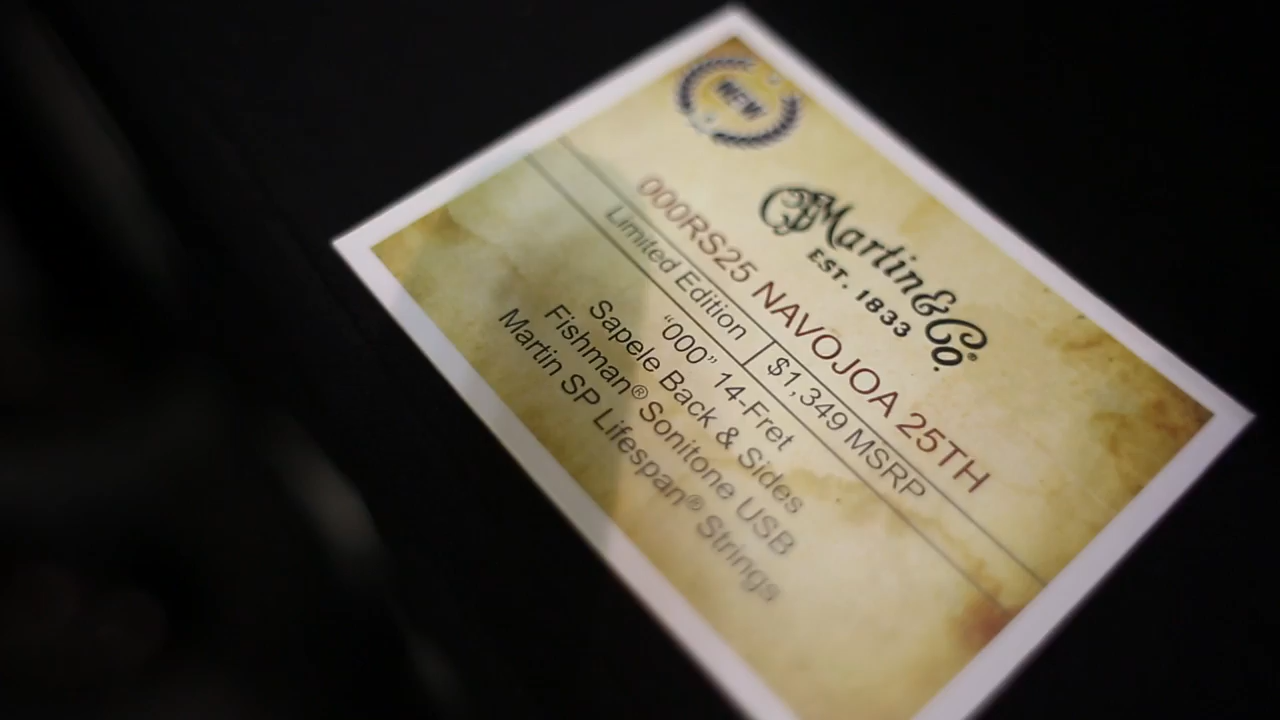 NEW
CFMartin & Co.®
EST. 1833
000RS25 NAVOJOA 25TH
Limited Edition | $1,349 MSRP
"000" 14-Fret
Sapele Back & Sides
Fishman® Sonitone USB
Martin SP Lifespan® Strings